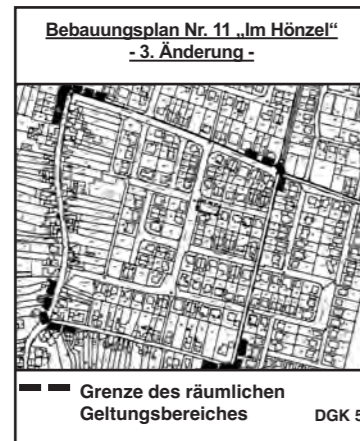 Bebauungsplan Nr. 11 „Im Hönzel“
- 3. Änderung -
Grenze des räumlichen
Geltungsbereiches DGK 5